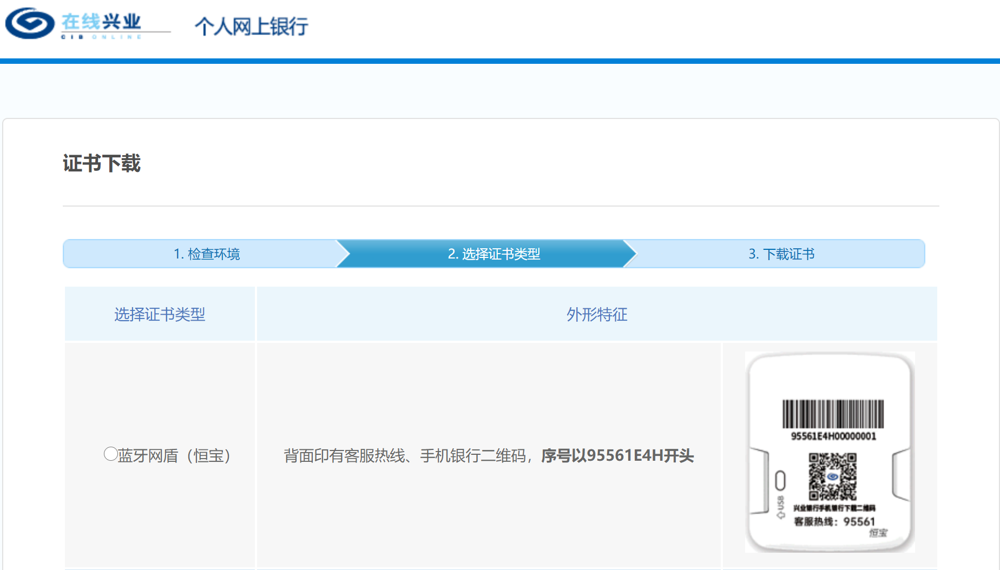 在线兴业
CIB ONLINE
个人网上银行
证书下载
1. 检查环境
2. 选择证书类型
3. 下载证书
选择证书类型
外形特征
蓝牙网盾（恒宝）
背面印有客服热线、手机银行二维码，序号以95561E4H开头
95561E4H00000001
USB
兴业银行手机银行下载二维码
客服热线：95561
恒宝